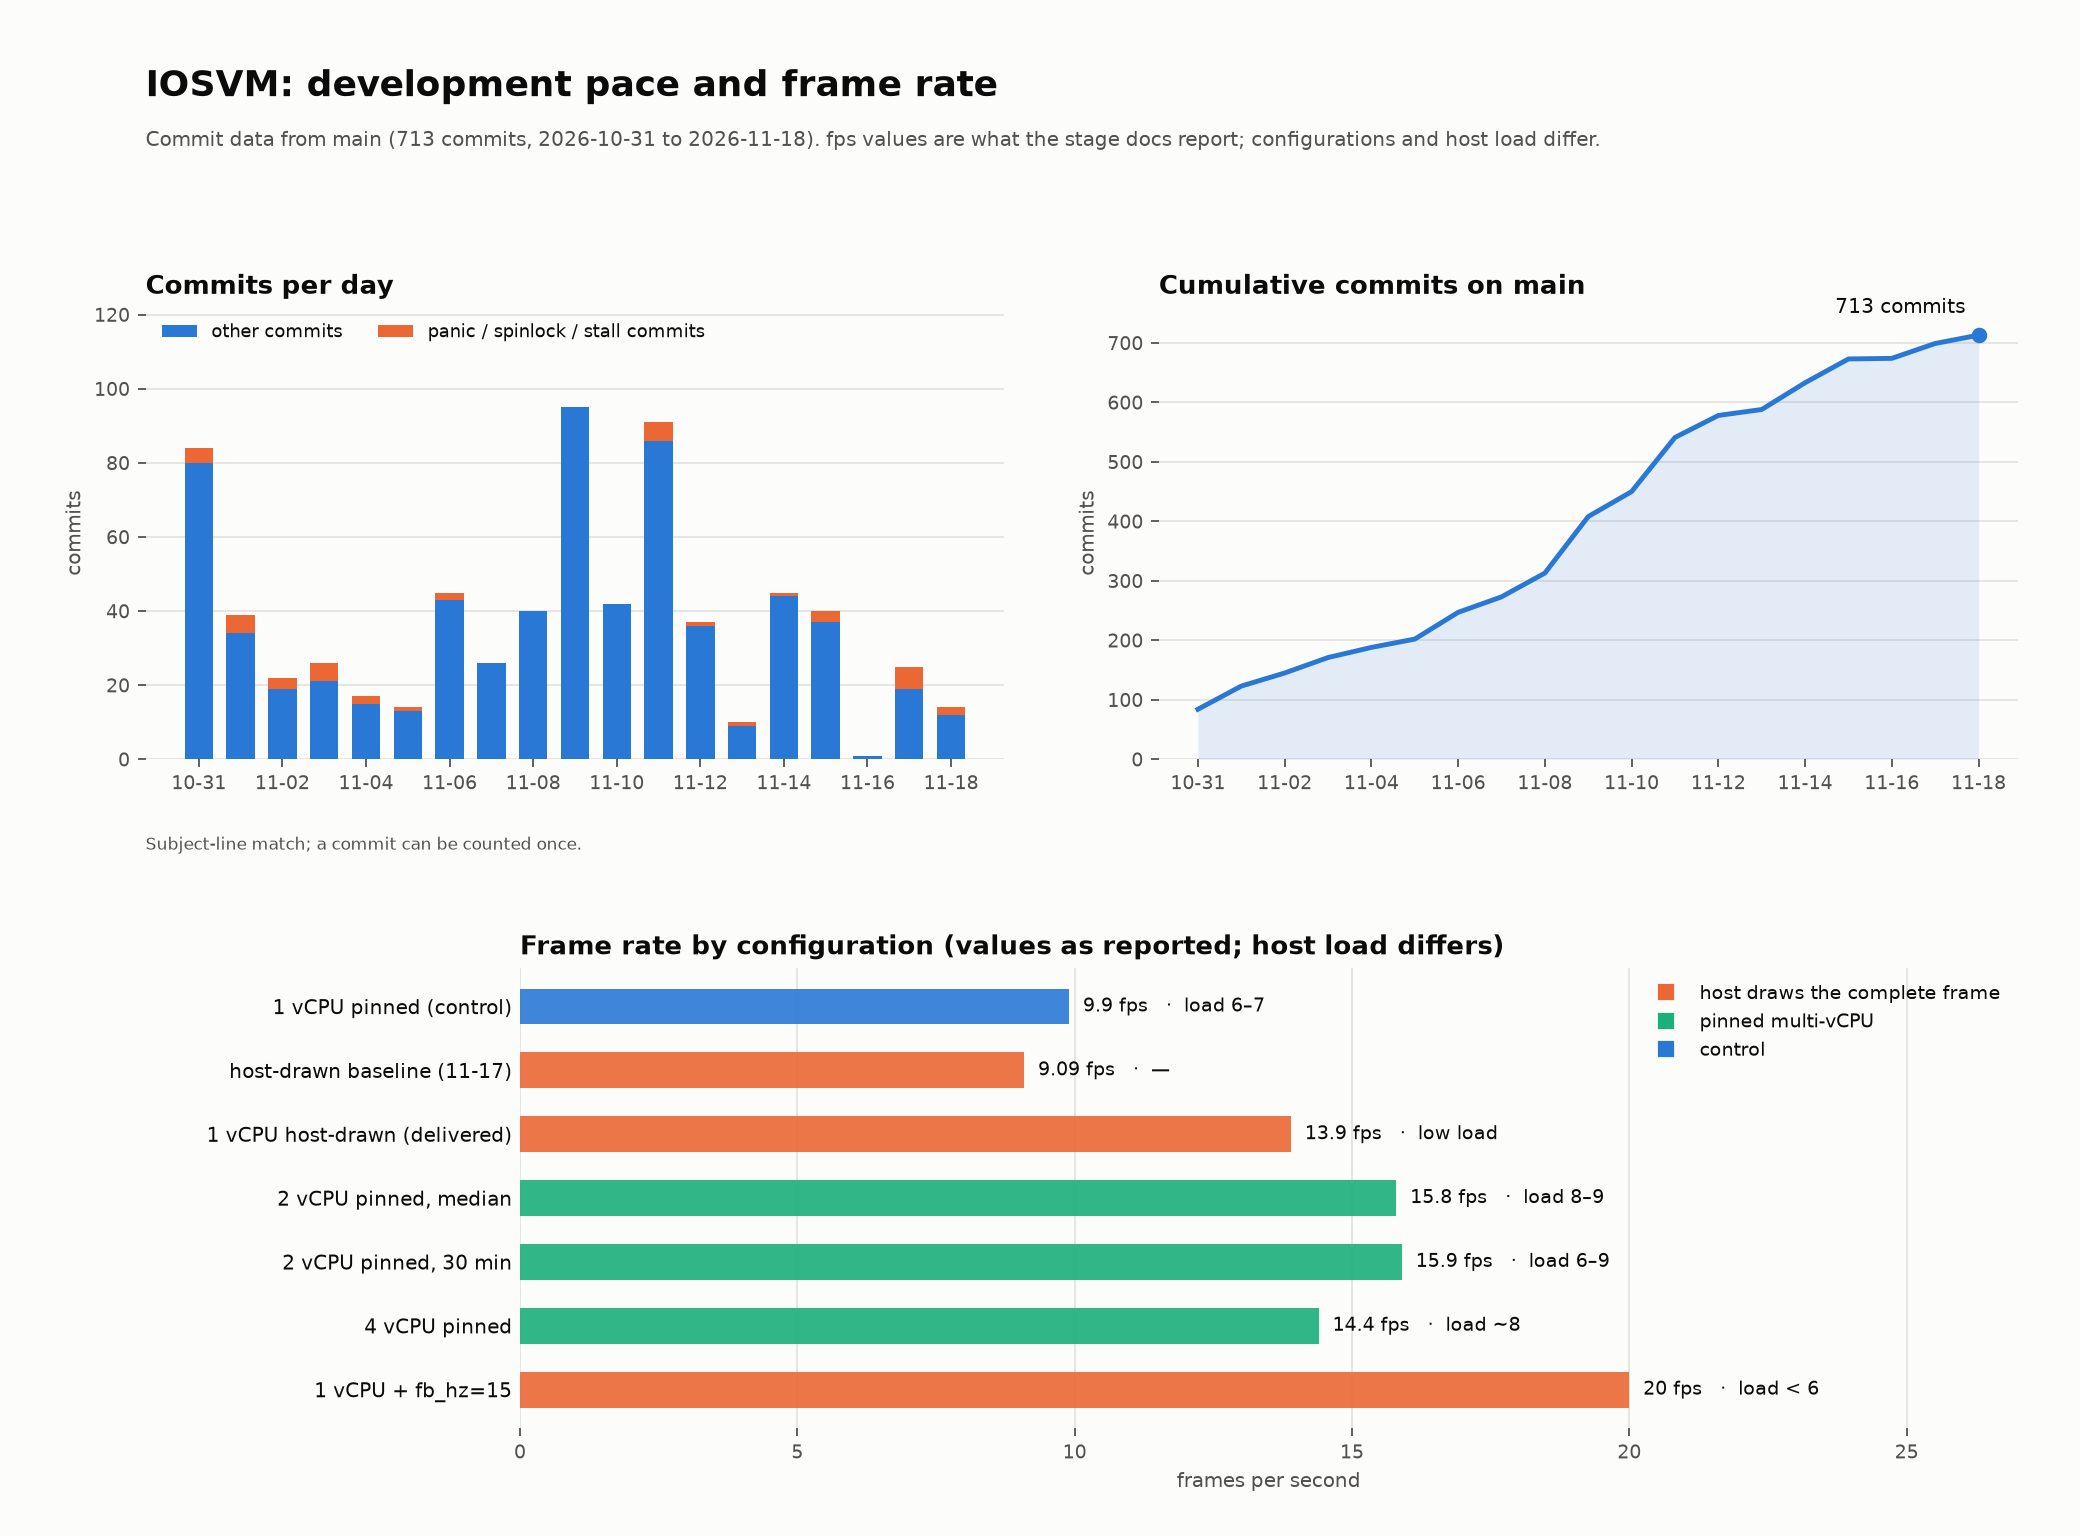 IOSVM: development pace and frame rate
Commit data from main (713 commits, 2026-10-31 to 2026-11-18). fps values are what the stage docs report; configurations and host load differ.
Commits per day
other commits
panic / spinlock / stall commits
commits
120
100
80
60
40
20
0
10-31 11-02 11-04 11-06 11-08 11-10 11-12 11-14 11-16 11-18
Subject-line match; a commit can be counted once.
Cumulative commits on main
713 commits
commits
700
600
500
400
300
200
100
0
10-31 11-02 11-04 11-06 11-08 11-10 11-12 11-14 11-16 11-18
Frame rate by configuration (values as reported; host load differs)
host draws the complete frame
pinned multi-vCPU
control
1 vCPU pinned (control) 9.9 fps · load 6–7
host-drawn baseline (11-17) 9.09 fps · —
1 vCPU host-drawn (delivered) 13.9 fps · low load
2 vCPU pinned, median 15.8 fps · load 8–9
2 vCPU pinned, 30 min 15.9 fps · load 6–9
4 vCPU pinned 14.4 fps · load ~8
1 vCPU + fb_hz=15 20 fps · load < 6
0 5 10 15 20 25
frames per second